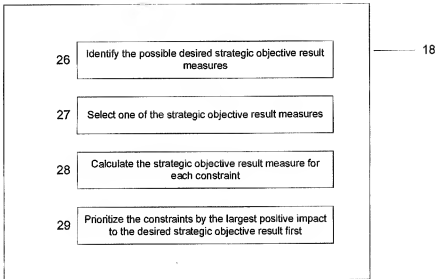 18
26 Identify the possible desired strategic objective result
measures
27 Select one of the strategic objective result measures
28 Calculate the strategic objective result measure for
each constraint
29 Prioritize the constraints by the largest positive impact
to the desired strategic objective result first